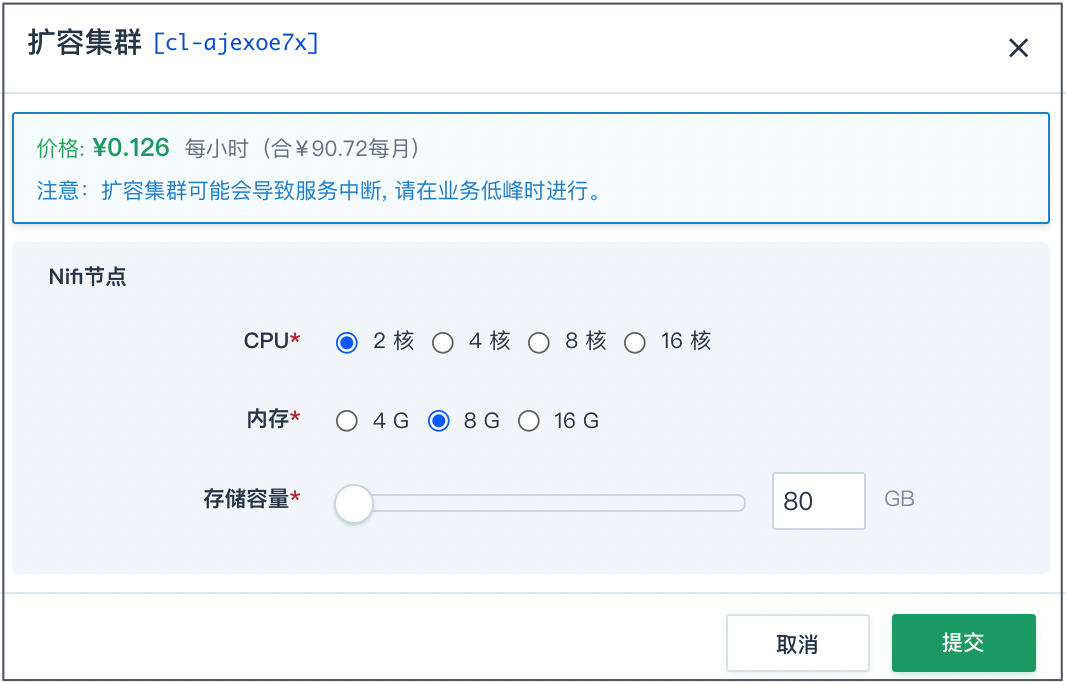 扩容集群 [cl-ajexoe7x]
价格: ¥0.126 每小时（合¥90.72每月）
注意：扩容集群可能会导致服务中断, 请在业务低峰时进行。
Nifi节点
CPU* 2 核 4 核 8 核 16 核
内存* 4 G 8 G 16 G
存储容量* 80 GB
取消 提交